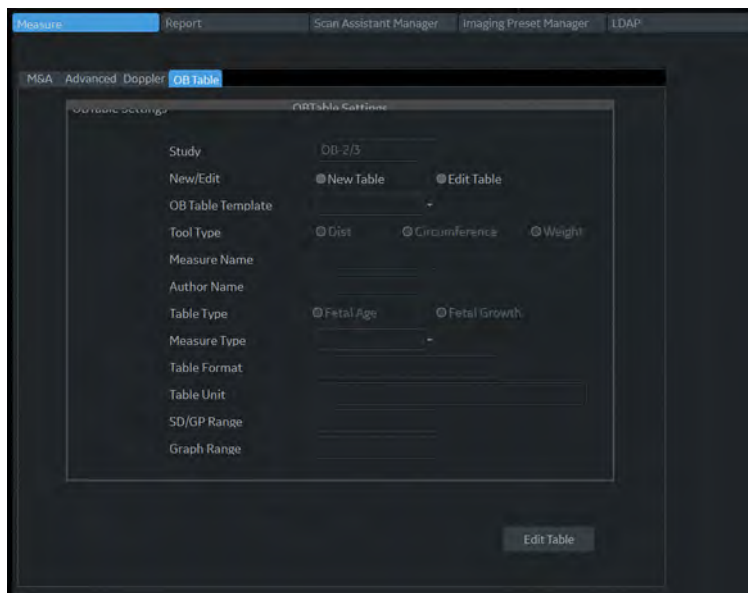 Measure Report Scan Assistant Manager Imaging Preset Manager LDAP
M&A Advanced Doppler OB Table
OBTable Settings OBTable Settings
Study OB-2/3
New/Edit New Table Edit Table
OB Table Template
Tool Type Dist Circumference Weight
Measure Name
Author Name
Table Type Fetal Age Fetal Growth
Measure Type
Table Format
Table Unit
SD/GP Range
Graph Range
Edit Table